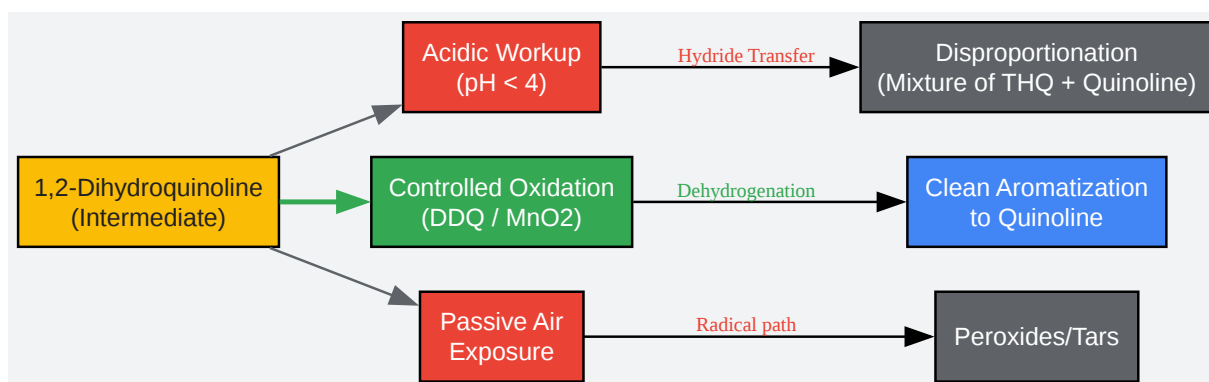 Acidic Workup
(pH < 4)
Hydride Transfer
Disproportionation
(Mixture of THQ + Quinoline)
1,2-Dihydroquinoline
(Intermediate)
Controlled Oxidation
(DDQ / MnO2)
Dehydrogenation
Clean Aromatization
to Quinoline
Passive Air
Exposure
Radical path
Peroxides/Tars